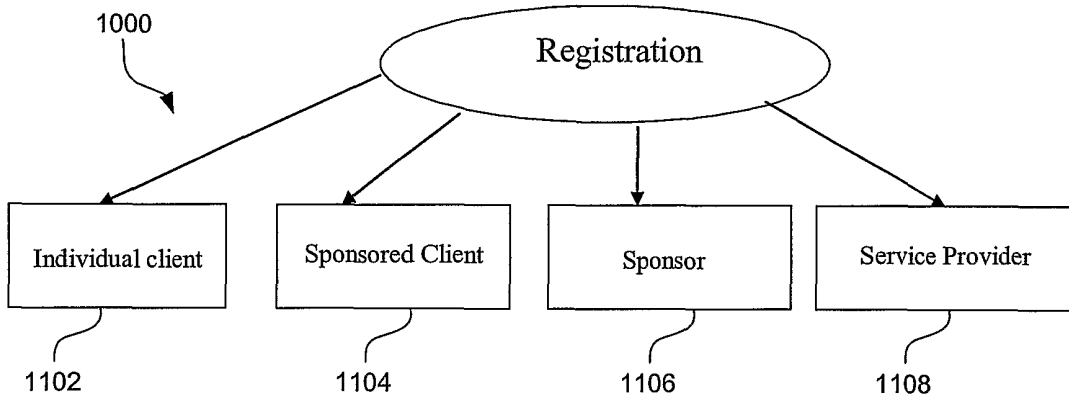 1000
Registration
Individual client
Sponsored Client
Sponsor
Service Provider
1102
1104
1106
1108